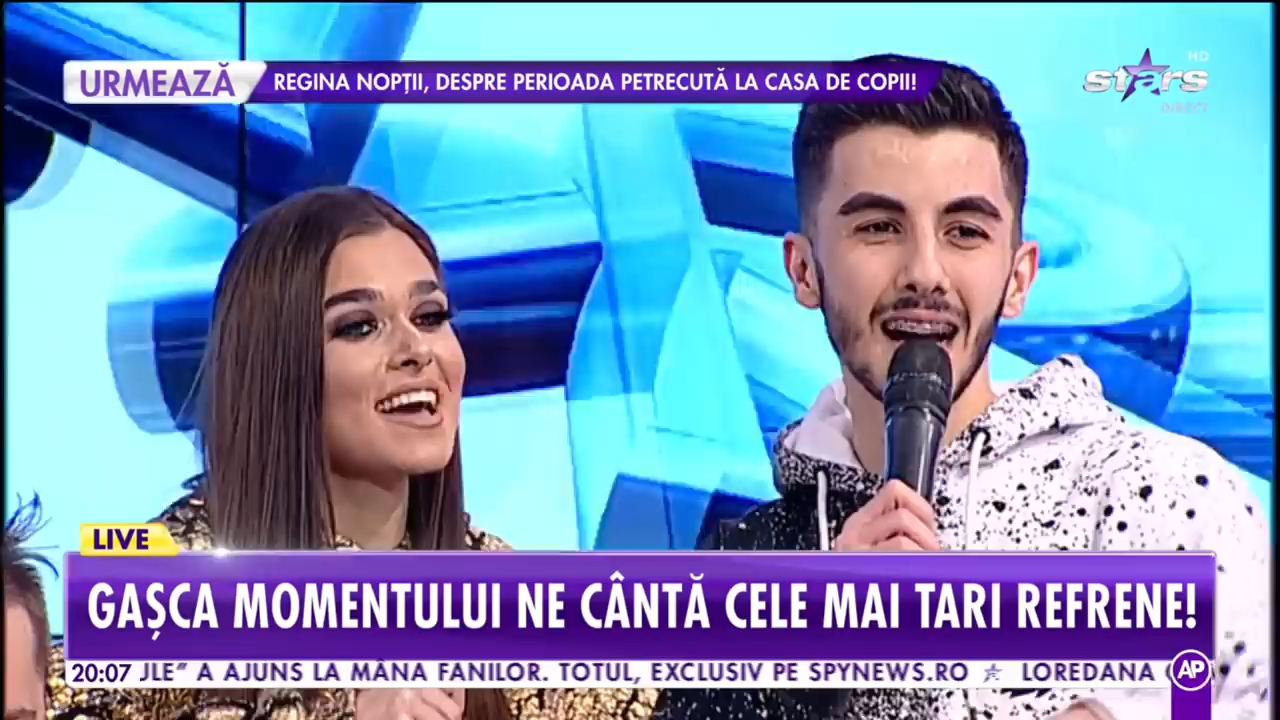 HD
stars
DIRECT
URMEAZĂ
REGINA NOPȚII, DESPRE PERIOADA PETRECUTĂ LA CASA DE COPII!
LIVE
GAȘCA MOMENTULUI NE CÂNTĂ CELE MAI TARI REFRENE!
20:07 JLE" A AJUNS LA MÂNA FANILOR. TOTUL, EXCLUSIV PE SPYNEWS.RO ★ LOREDANA AP